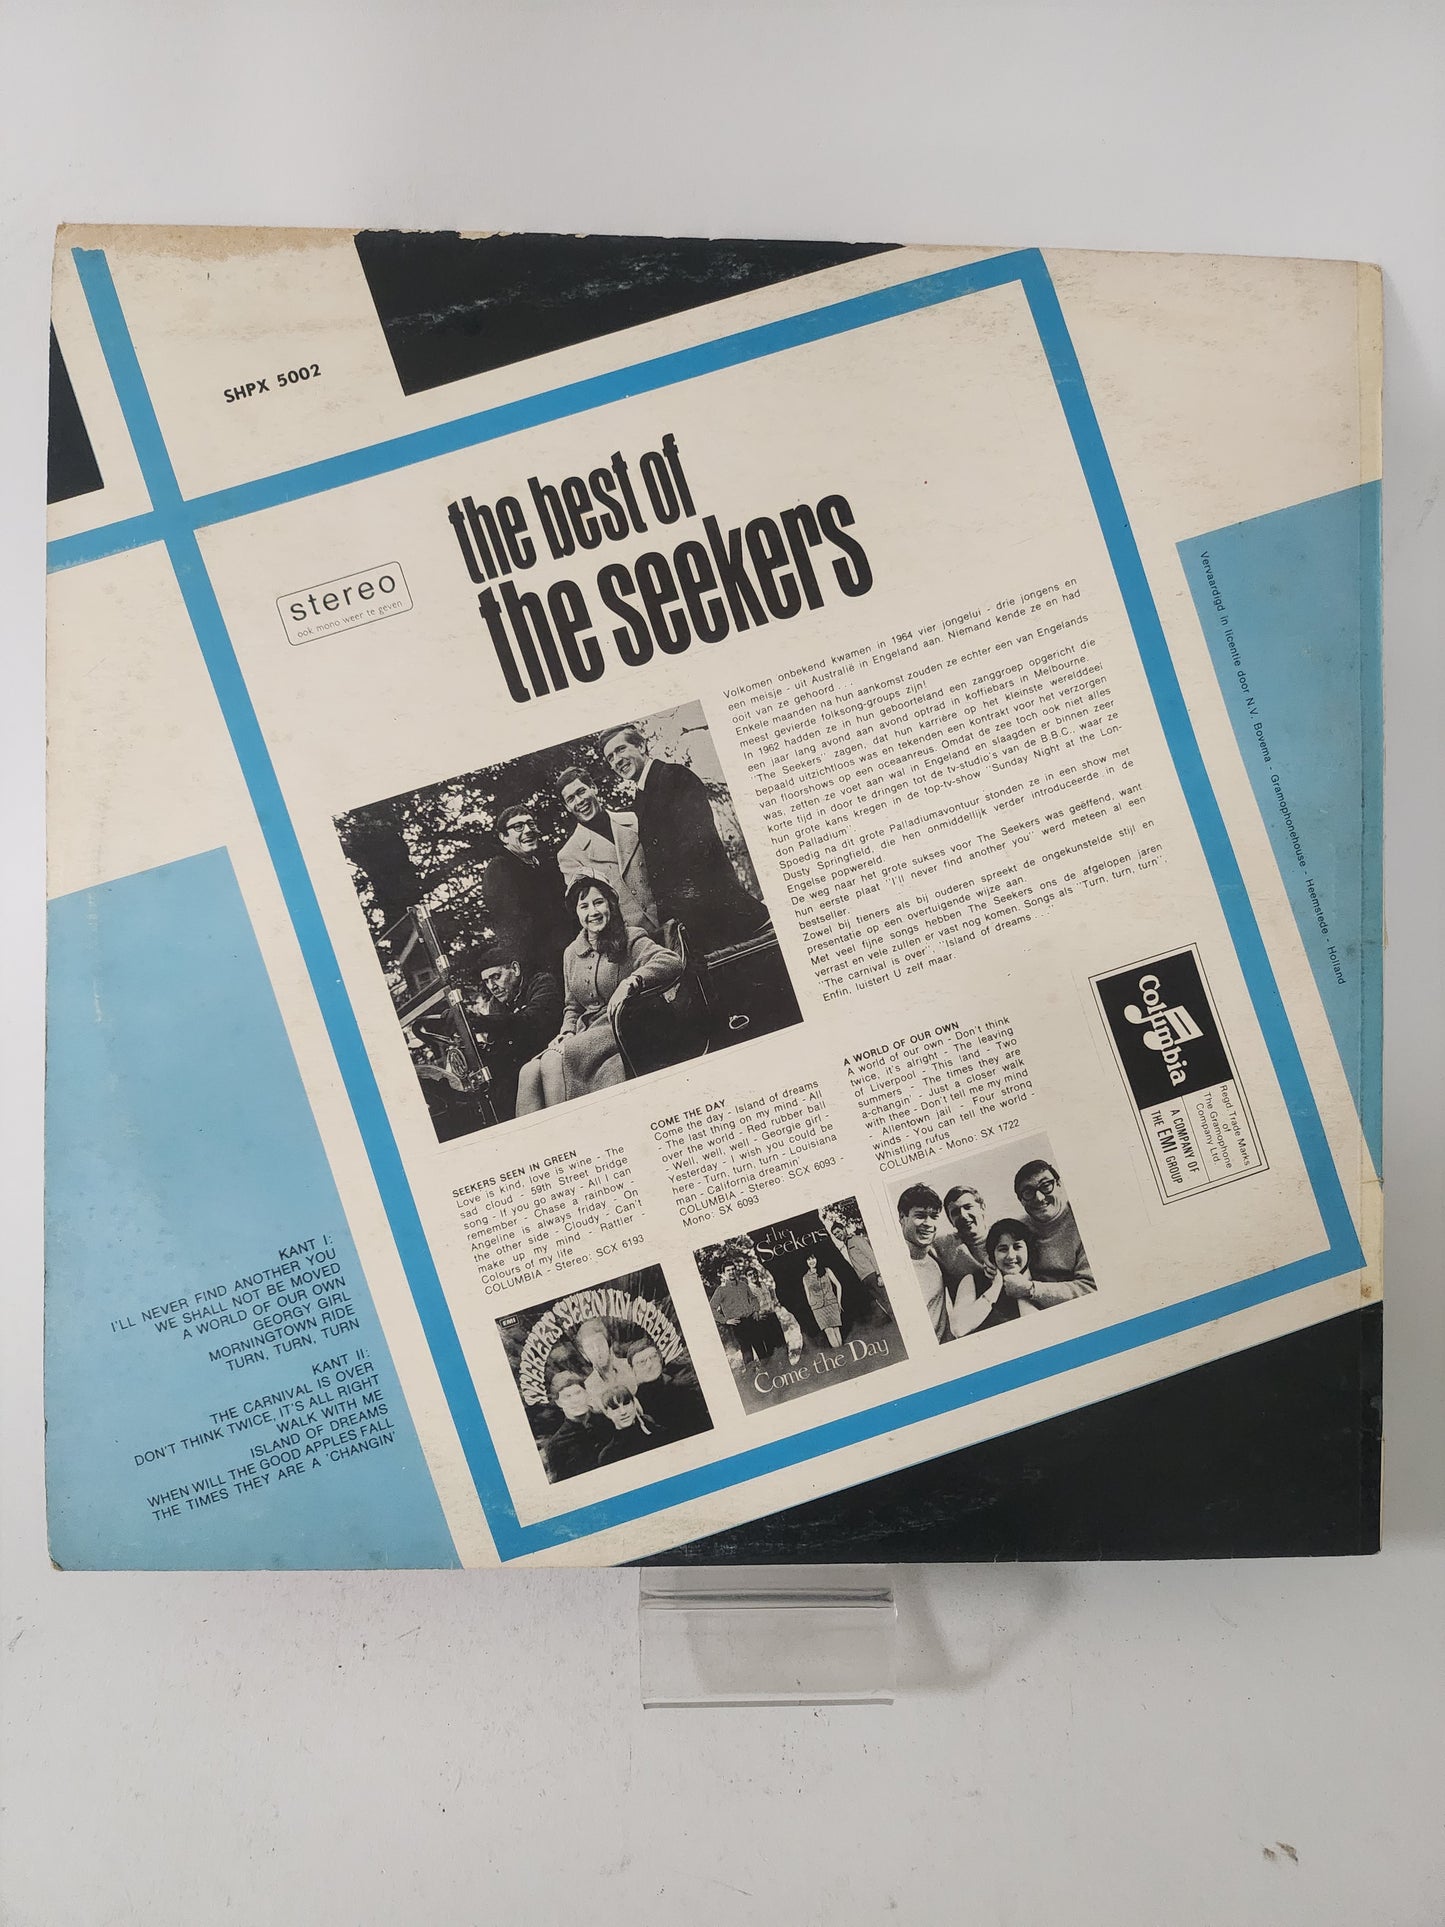 SHPX 5002
the best of
the seekers
stereo
ook mono weer te geven
Volkomen onbekend kwamen in 1964 vier jongelui - drie jongens en
een meisje - uit Australië in Engeland aan. Niemand kende ze en had
ooit van ze gehoord . . . .
Enkele maanden na hun aankomst zouden ze echter een van Engelands
meest gevierde folksong-groups zijn!
In 1962 hadden ze in hun geboorteland een zanggroep opgericht die
een jaar lang avond aan avond optrad in koffiebars in Melbourne.
"The Seekers" zagen, dat hun karrière op het kleinste werelddeel
bepaald uitzichtloos was en tekenden een kontrakt voor het verzorgen
van floorshows op een oceaanreus. Omdat de zee toch ook niet alles
was, zetten ze voet aan wal in Engeland en slaagden er binnen zeer
korte tijd in door te dringen tot de tv-studio's van de B.B.C., waar ze
hun grote kans kregen in de top-tv-show "Sunday Night at the Lon-
don Palladium".
Spoedig na dit grote Palladiumavontuur stonden ze in een show met
Dusty Springfield, die hen onmiddellijk verder introduceerde in de
Engelse popwereld.
De weg naar het grote sukses voor The Seekers was geëffend, want
hun eerste plaat "I'll never find another you" werd meteen al een
bestseller.
Zowel bij tieners als bij ouderen spreekt de ongekunstelde stijl en
presentatie op een overtuigende wijze aan.
Met veel fijne songs hebben The Seekers ons de afgelopen jaren
verrast en vele zullen er vast nog komen. Songs als "Turn, turn, turn",
"The carnival is over", "Island of dreams . . . ."
Enfin, luistert U zelf maar.
SEEKERS SEEN IN GREEN
Love is kind, love is wine - The
sad cloud - 59th Street bridge
song - If you go away - All I can
remember - Chase a rainbow -
Angeline is always friday - On
the other side - Cloudy - Can't
make up my mind - Rattler -
Colours of my life
COLUMBIA - Stereo: SCX 6193
COME THE DAY
Come the day - Island of dreams
- The last thing on my mind - All
over the world - Red rubber ball
- Well, well, well - Georgie girl -
Yesterday - I wish you could be
here - Turn, turn, turn - Louisiana
man - California dreamin'
COLUMBIA - Stereo: SCX 6093 -
Mono: SX 6093
A WORLD OF OUR OWN
A world of our own - Don't think
twice, it's alright - The leaving
of Liverpool - This land - Two
summers - The times they are
a-changin' - Just a closer walk
with thee - Don't tell me my mind
- Allentown jail - Four strong
winds - You can tell the world -
Whistling rufus
COLUMBIA - Mono: SX 1722
EMI
SEEKERS SEEN IN GREEN
the
Seekers
Come the Day
Columbia
Regd Trade Marks
of
The Gramophone
Company Ltd
A COMPANY OF
THE EMI GROUP
Vervaardigd in licentie door N.V. Bovema - Gramophonehouse - Heemstede - Holland
KANT I:
I'LL NEVER FIND ANOTHER YOU
WE SHALL NOT BE MOVED
A WORLD OF OUR OWN
GEORGY GIRL
MORNINGTOWN RIDE
TURN, TURN, TURN
KANT II:
THE CARNIVAL IS OVER
DON'T THINK TWICE, IT'S ALL RIGHT
WALK WITH ME
ISLAND OF DREAMS
WHEN WILL THE GOOD APPLES FALL
THE TIMES THEY ARE A 'CHANGIN'